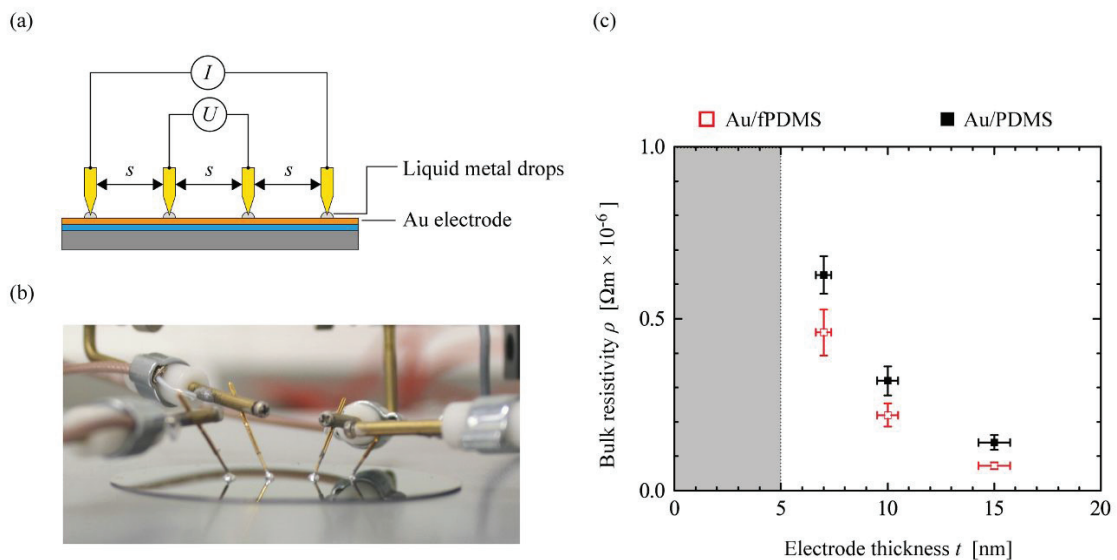 (a)
I
U
s
s
s
Liquid metal drops
Au electrode
(b)
(c)
Au/fPDMS
Au/PDMS
1.0
0.5
0.0
Bulk resistivity ρ [Ωm × 10⁻⁶]
0
5
10
15
20
Electrode thickness t [nm]